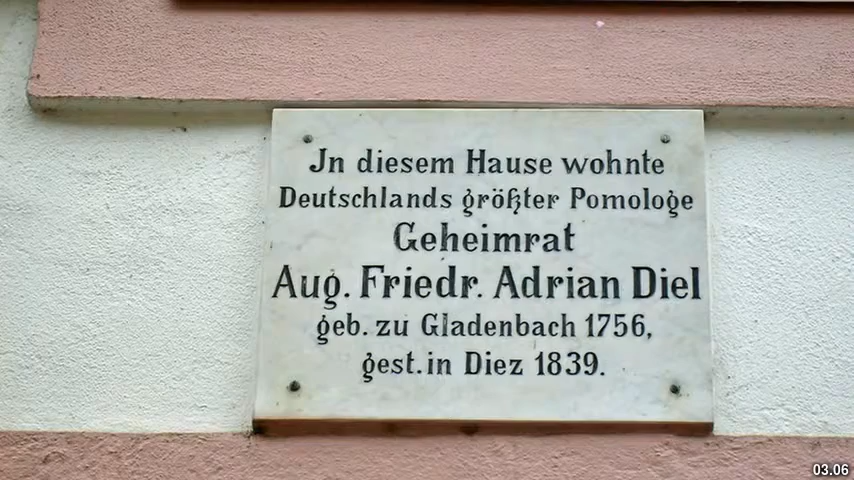 Jn diesem Hause wohnte
Deutschlands größter Pomologe
Geheimrat
Aug. Friedr. Adrian Diel
geb. zu Gladenbach 1756,
gest. in Diez 1839.
03.06